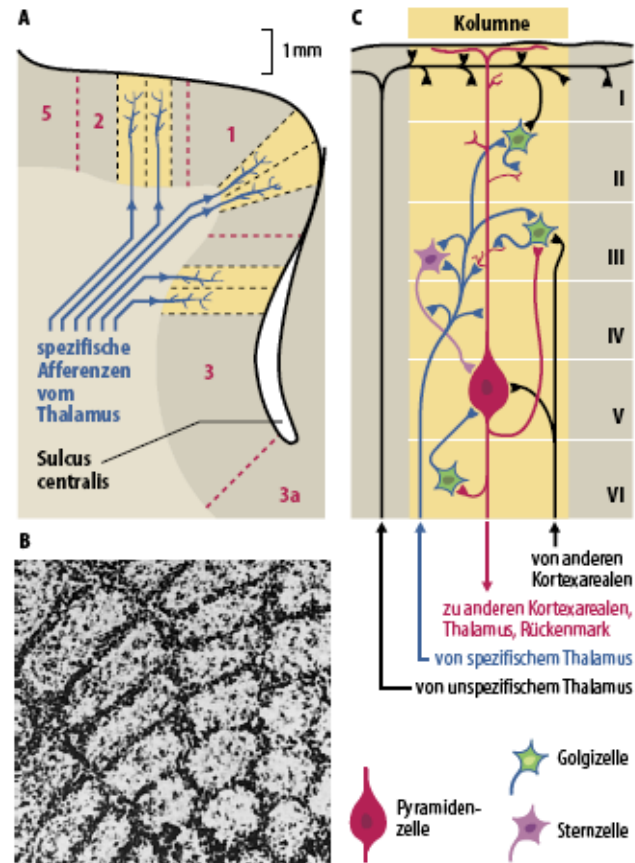 A
1 mm
5
2
1
spezifische
Afferenzen
vom
Thalamus
3
Sulcus
centralis
3a
B
C
Kolumne
I
II
III
IV
V
VI
von anderen
Kortexarealen
zu anderen Kortexarealen,
Thalamus, Rückenmark
von spezifischem Thalamus
von unspezifischem Thalamus
Pyramiden-
zelle
Golgizelle
Sternzelle